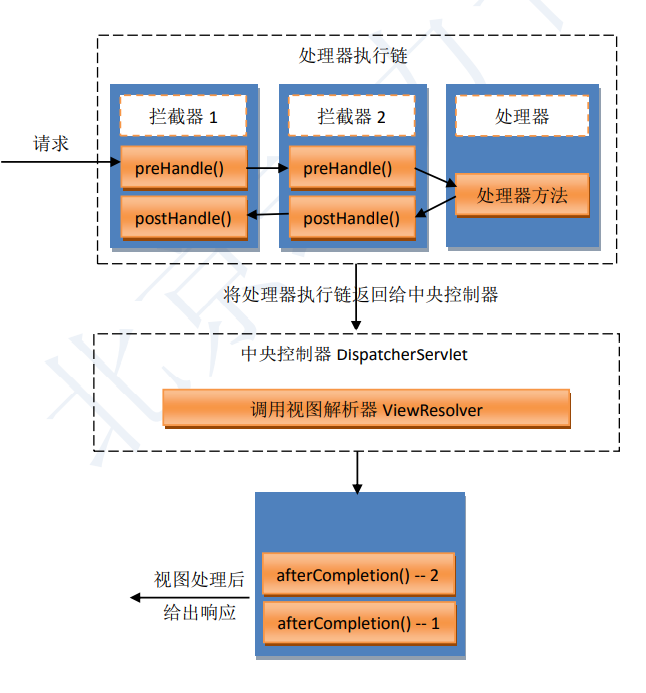 处理器执行链
拦截器 1
拦截器 2
处理器
请求
preHandle()
preHandle()
处理器方法
postHandle()
postHandle()
将处理器执行链返回给中央控制器
中央控制器 DIspatcherServlet
调用视图解析器 ViewResolver
afterCompletion() -- 2
视图处理后
给出响应
afterCompletion() -- 1
北京